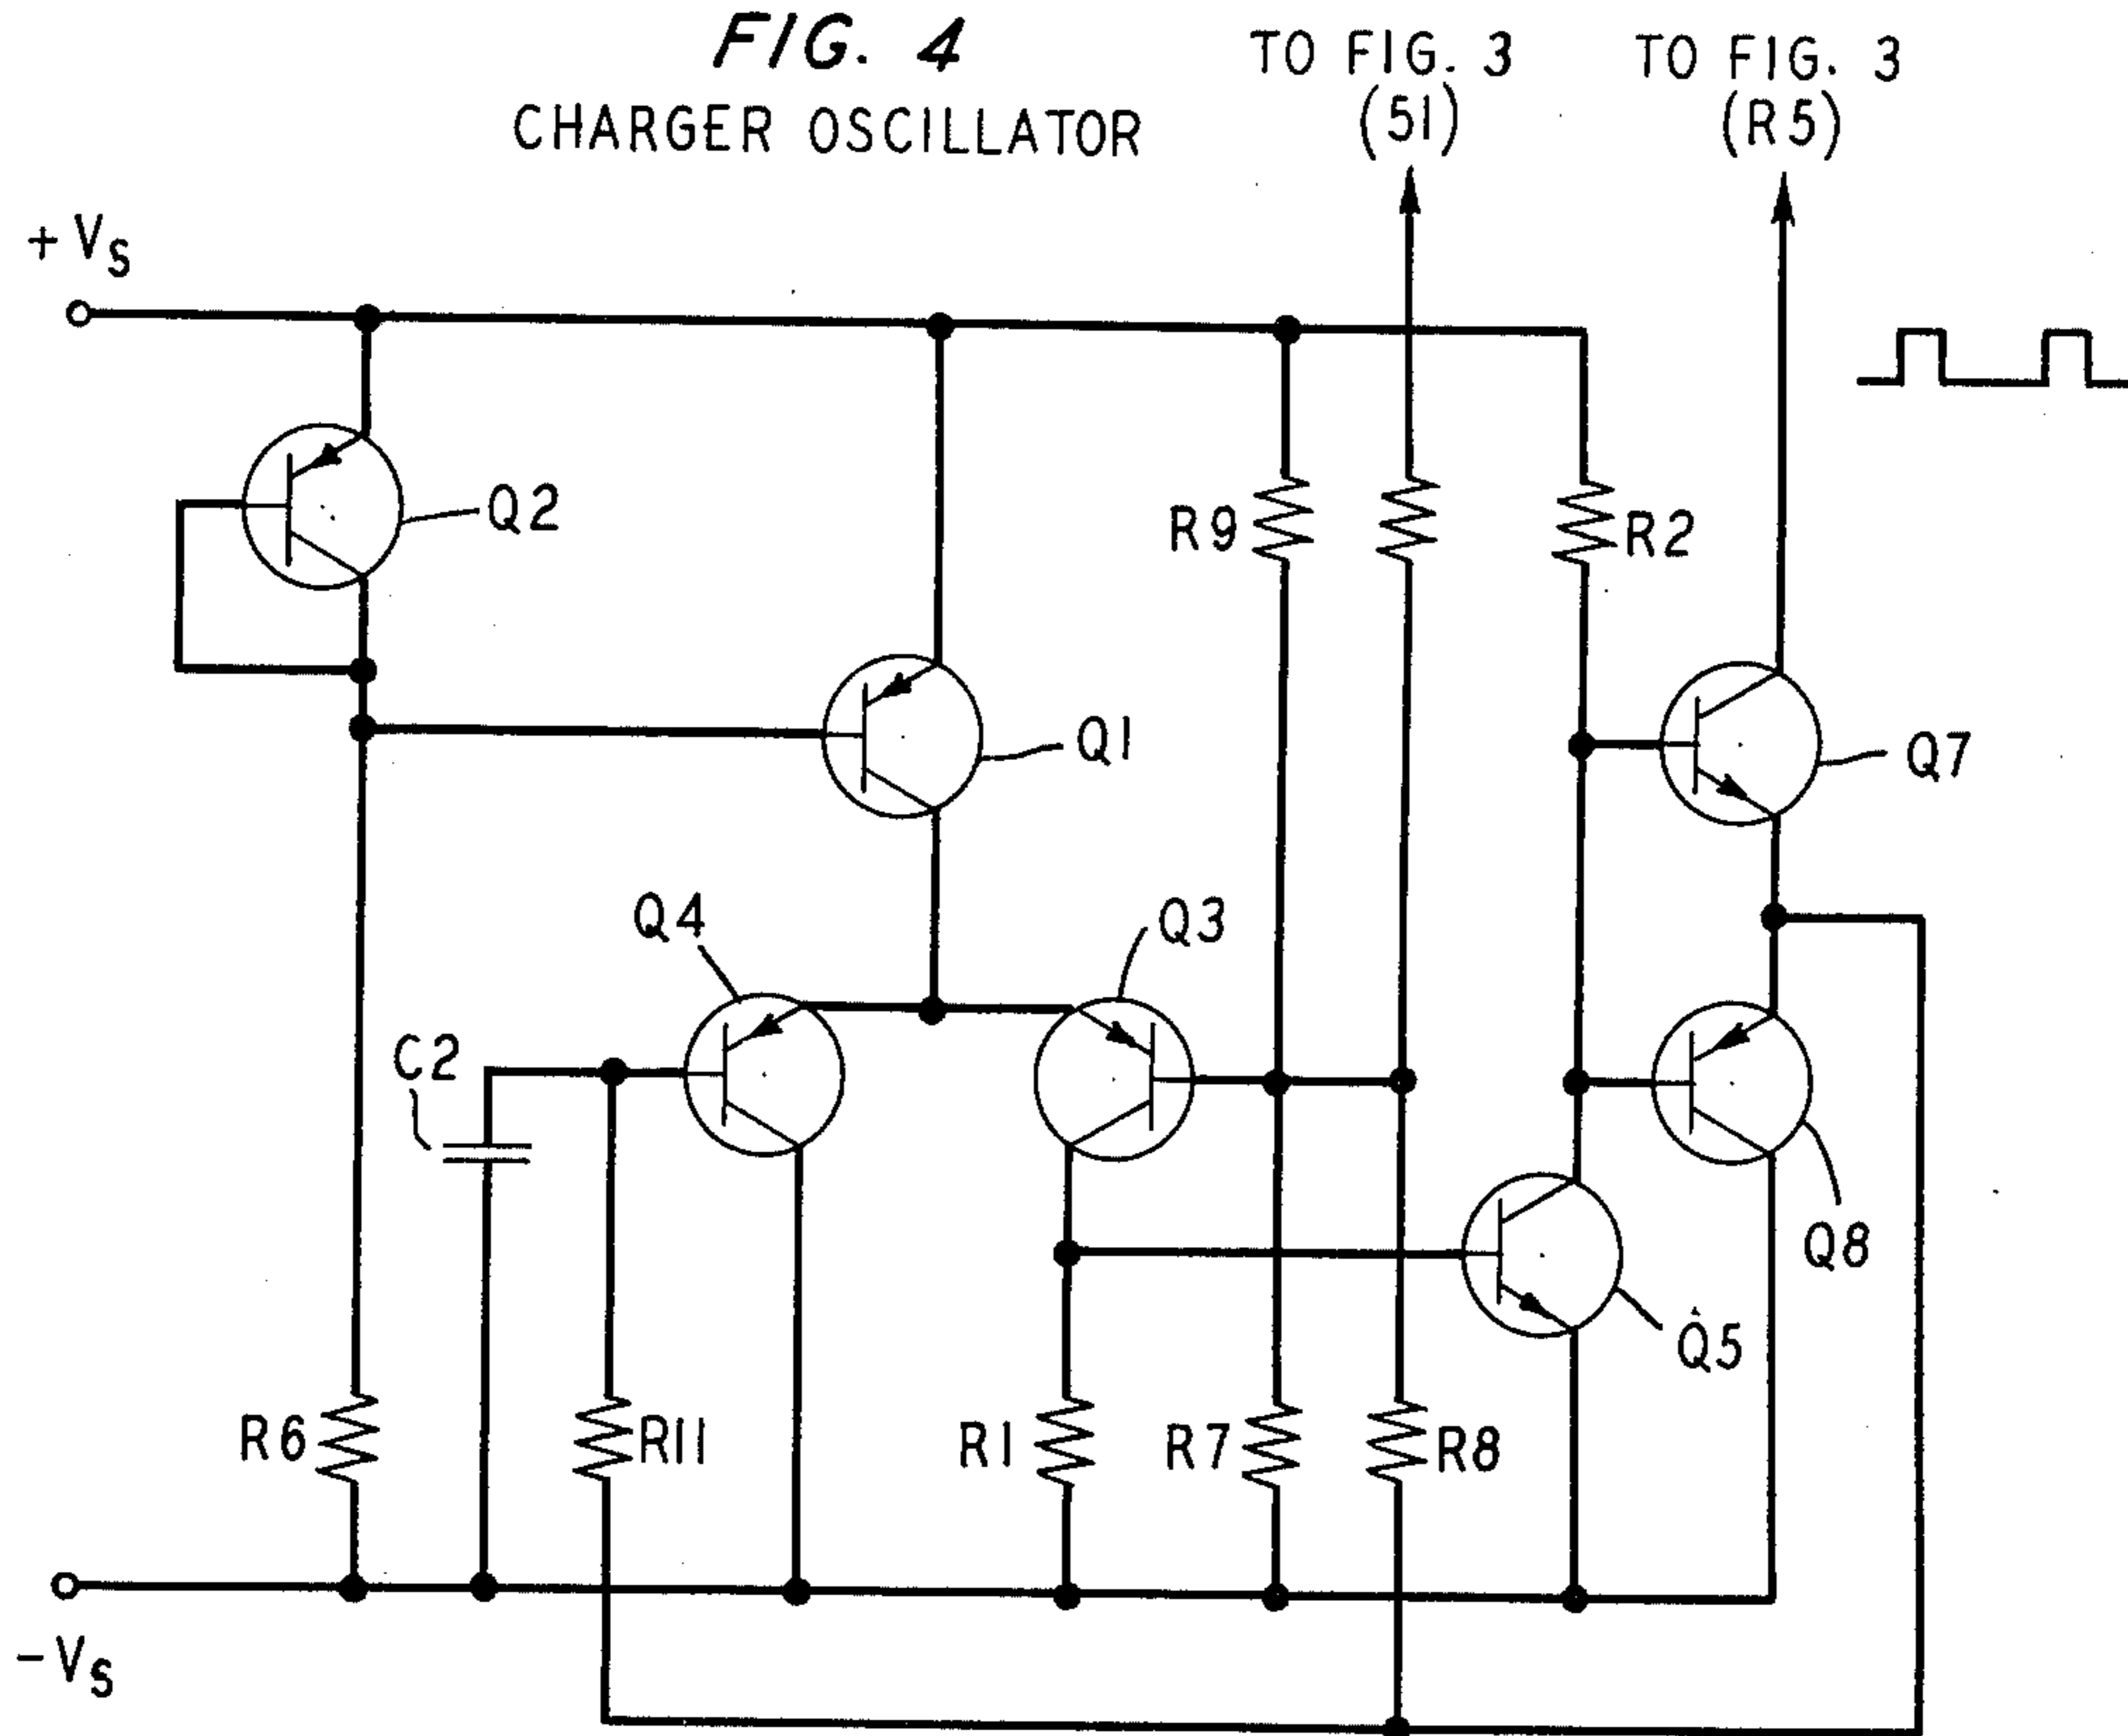 FIG. 4
CHARGER OSCILLATOR
TO FIG. 3
(51)
TO FIG. 3
(R5)
+ VS
Q2
R9
R2
Q1
Q7
Q4
Q3
C2
Q8
Q5
R6
R11
R1
R7
R8
- VS